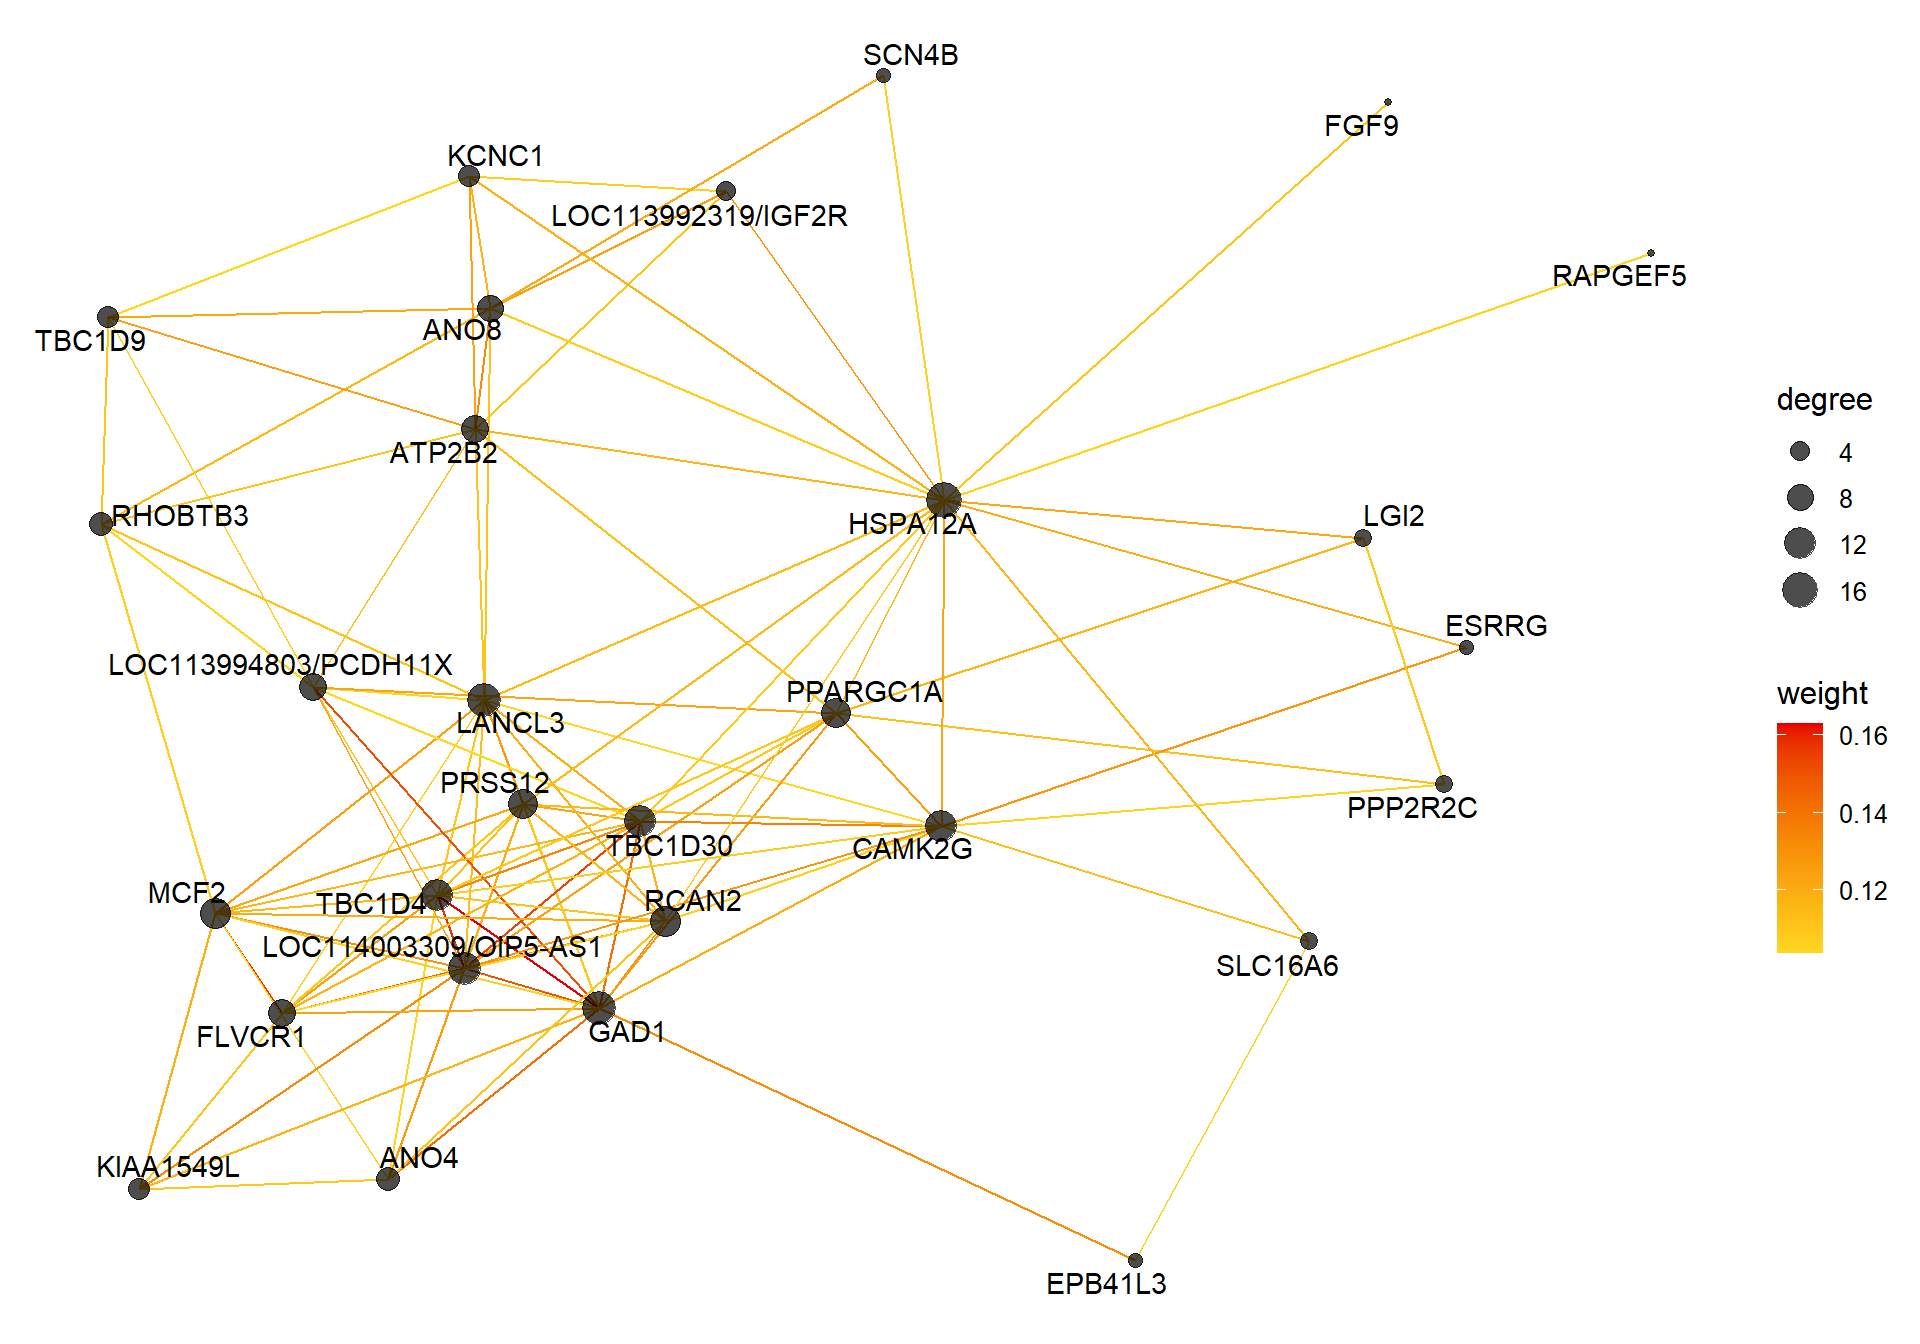 SCN4B
FGF9
KCNC1
LOC113992319/IGF2R
RAPGEF5
ANO8
TBC1D9
degree
4
ATP2B2
8
RHOBTB3
LGI2
HSPA12A
12
16
ESRRG
LOC113994803/PCDH11X
PPARGC1A
weight
LANCL3
0.16
PRSS12
PPP2R2C
0.14
TBC1D30
CAMK2G
MCF2
0.12
TBC1D4
RCAN2
LOC114003309/OIP5-AS1
SLC16A6
FLVCR1
GAD1
ANO4
KIAA1549L
EPB41L3